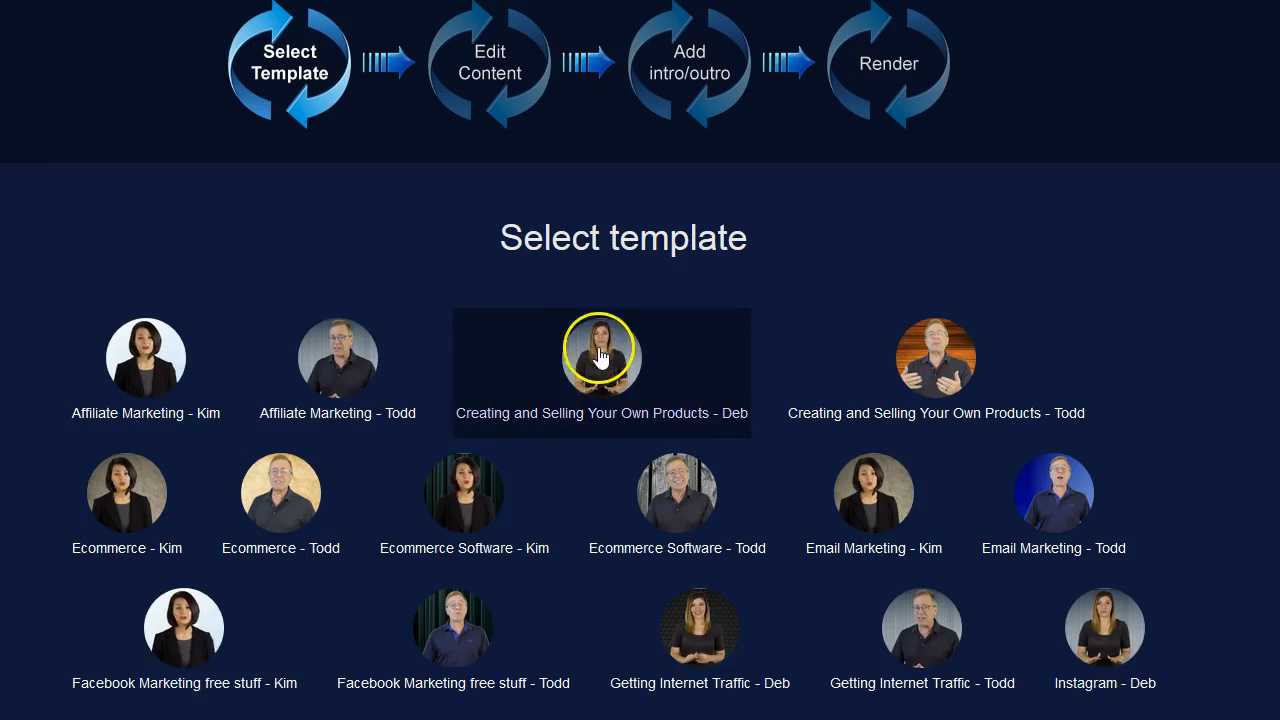 Select
Template
Edit
Content
Add
intro/outro
Render
Select template
Affiliate Marketing - Kim
Affiliate Marketing - Todd
Creating and Selling Your Own Products - Deb
Creating and Selling Your Own Products - Todd
Ecommerce - Kim
Ecommerce - Todd
Ecommerce Software - Kim
Ecommerce Software - Todd
Email Marketing - Kim
Email Marketing - Todd
Facebook Marketing free stuff - Kim
Facebook Marketing free stuff - Todd
Getting Internet Traffic - Deb
Getting Internet Traffic - Todd
Instagram - Deb